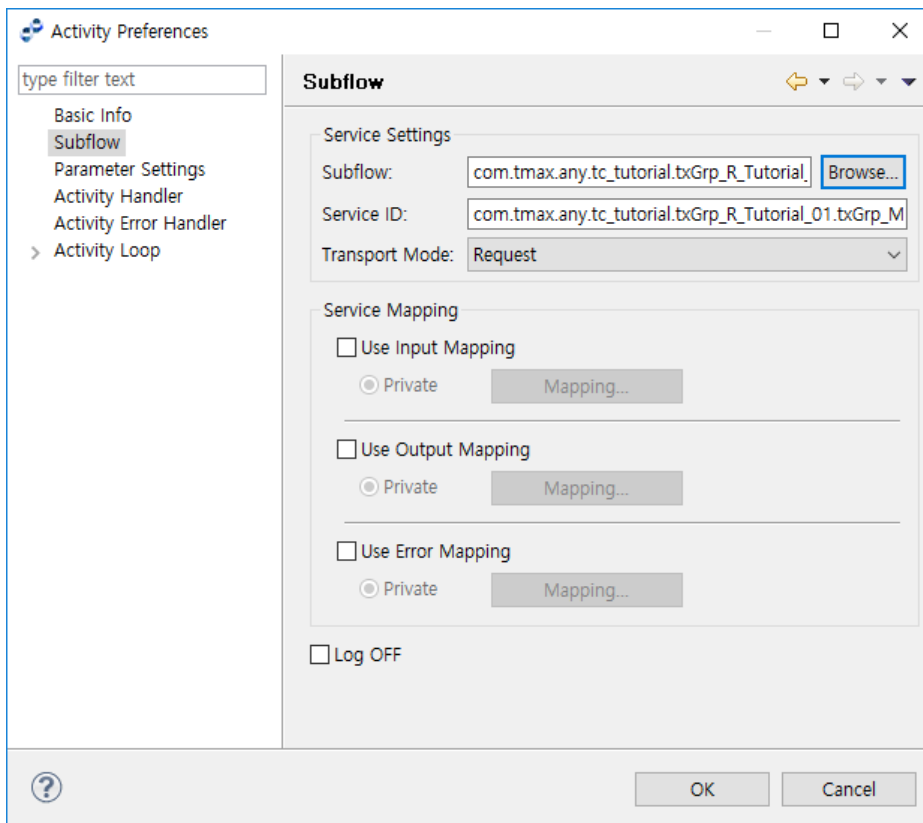 Activity Preferences
type filter text
Basic Info
Subflow
Parameter Settings
Activity Handler
Activity Error Handler
Activity Loop
Subflow
Service Settings
Subflow: com.tmax.any.tc_tutorial.txGrp_R_Tutorial_ Browse...
Service ID: com.tmax.any.tc_tutorial.txGrp_R_Tutorial_01.txGrp_M
Transport Mode: Request
Service Mapping
Use Input Mapping
Private Mapping...
Use Output Mapping
Private Mapping...
Use Error Mapping
Private Mapping...
Log OFF
? OK Cancel